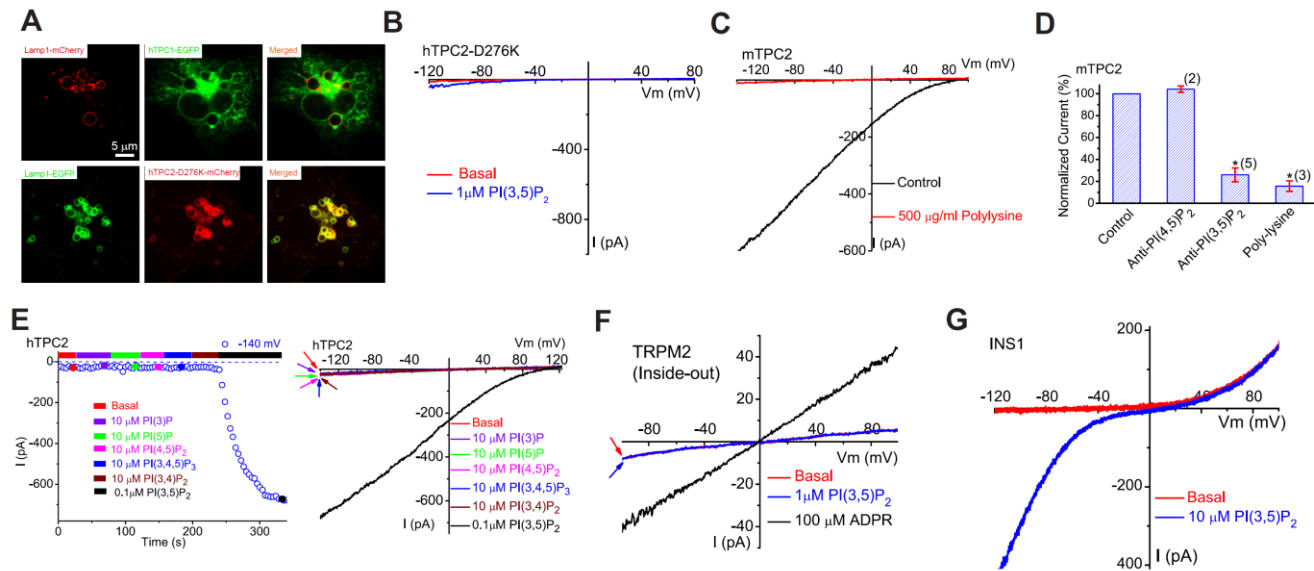 A
Lamp1-mCherry
hTPC1-EGFP
Merged
5 μm
Lamp1-EGFP
hTPC2-D276K-mCherry
Merged
B
hTPC2-D276K
-120 -80 -40 0 40 80
Vm (mV)
-400
-800
I (pA)
Basal
1μM PI(3,5)P2
C
mTPC2
Vm (mV)
-120 -80 -40 0 40 80
-200
-400
-600
I (pA)
Control
500 μg/ml Polylysine
D
mTPC2
Normalized Current (%)
100
80
60
40
20
0
(2)
*(5)
*(3)
Control
Anti-PI(4,5)P2
Anti-PI(3,5)P2
Poly-lysine
E
hTPC2
-140 mV
0
-200
-400
-600
I (pA)
0 100 200 300
Time (s)
Basal
10 μM PI(3)P
10 μM PI(5)P
10 μM PI(4,5)P2
10 μM PI(3,4,5)P3
10 μM PI(3,4)P2
0.1μM PI(3,5)P2
hTPC2
Vm (mV)
-120 -80 -40 0 40 80 120
-200
-400
-600
I (pA)
Basal
10 μM PI(3)P
10 μM PI(5)P
10 μM PI(4,5)P2
10 μM PI(3,4,5)P3
10 μM PI(3,4)P2
0.1μM PI(3,5)P2
F
TRPM2
(Inside-out)
40
20
-80 -40 0 40 80
Vm (mV)
-20
-40
I (pA)
Basal
1μM PI(3,5)P2
100 μM ADPR
G
INS1
200
-120 -80 -40 0 40 80
Vm (mV)
200
400
I (pA)
Basal
10 μM PI(3,5)P2